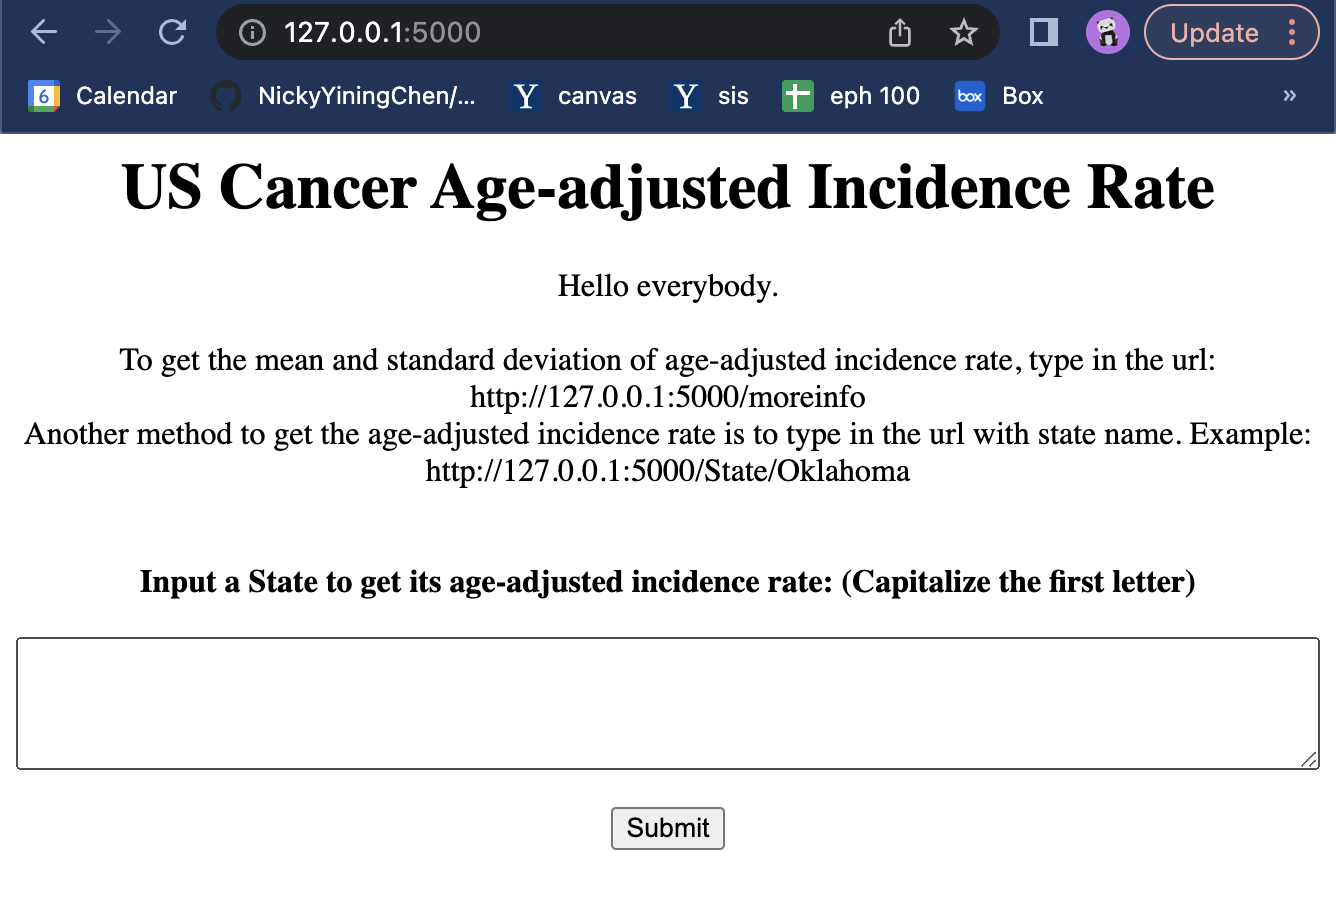 127.0.0.1:5000
Update
6 Calendar NickyYiningChen/... Y canvas Y sis eph 100 box Box »
US Cancer Age-adjusted Incidence Rate
Hello everybody.
To get the mean and standard deviation of age-adjusted incidence rate, type in the url:
http://127.0.0.1:5000/moreinfo
Another method to get the age-adjusted incidence rate is to type in the url with state name. Example:
http://127.0.0.1:5000/State/Oklahoma
Input a State to get its age-adjusted incidence rate: (Capitalize the first letter)
Submit